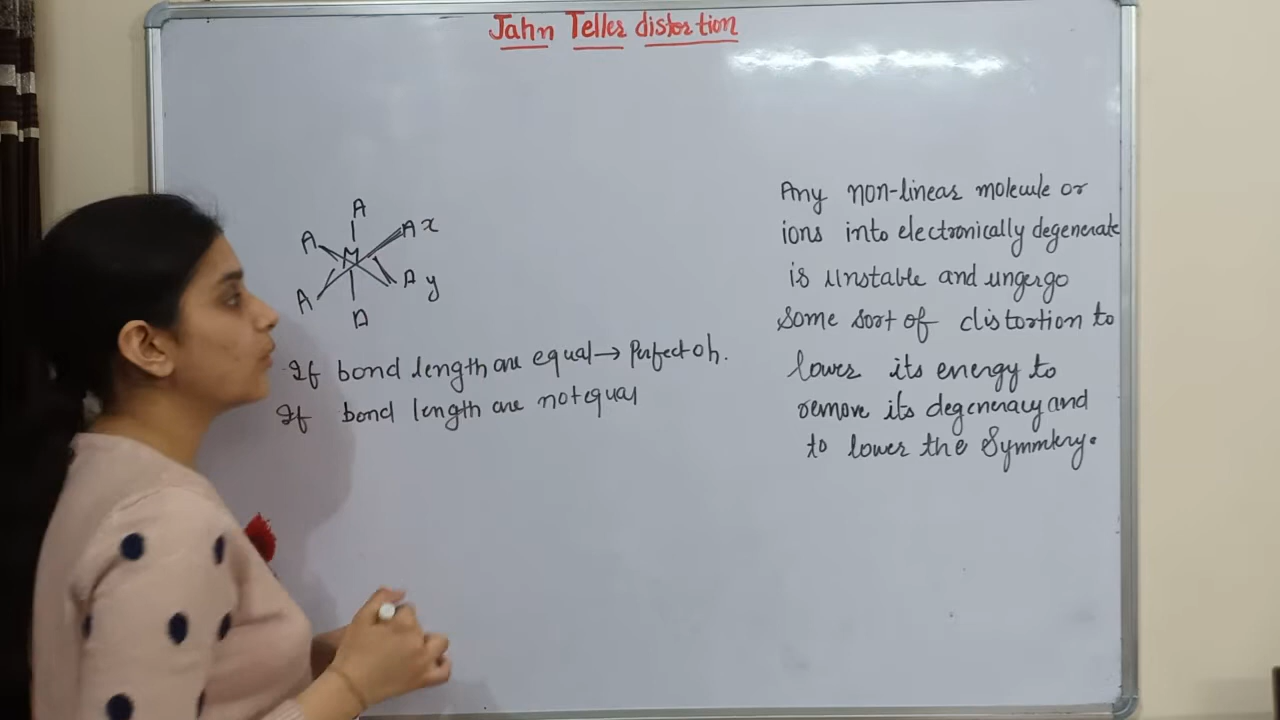 Jahn Teller distortion
A
A
A x
M
A
A y
A
If bond length are equal → Perfect oh.
If bond length are not equal
Any non-linear molecule or
ions into electronically degenerate
is unstable and ungergo
some sort of distortion to
lower its energy to
remove its degeneracy and
to lower the Symmtry.